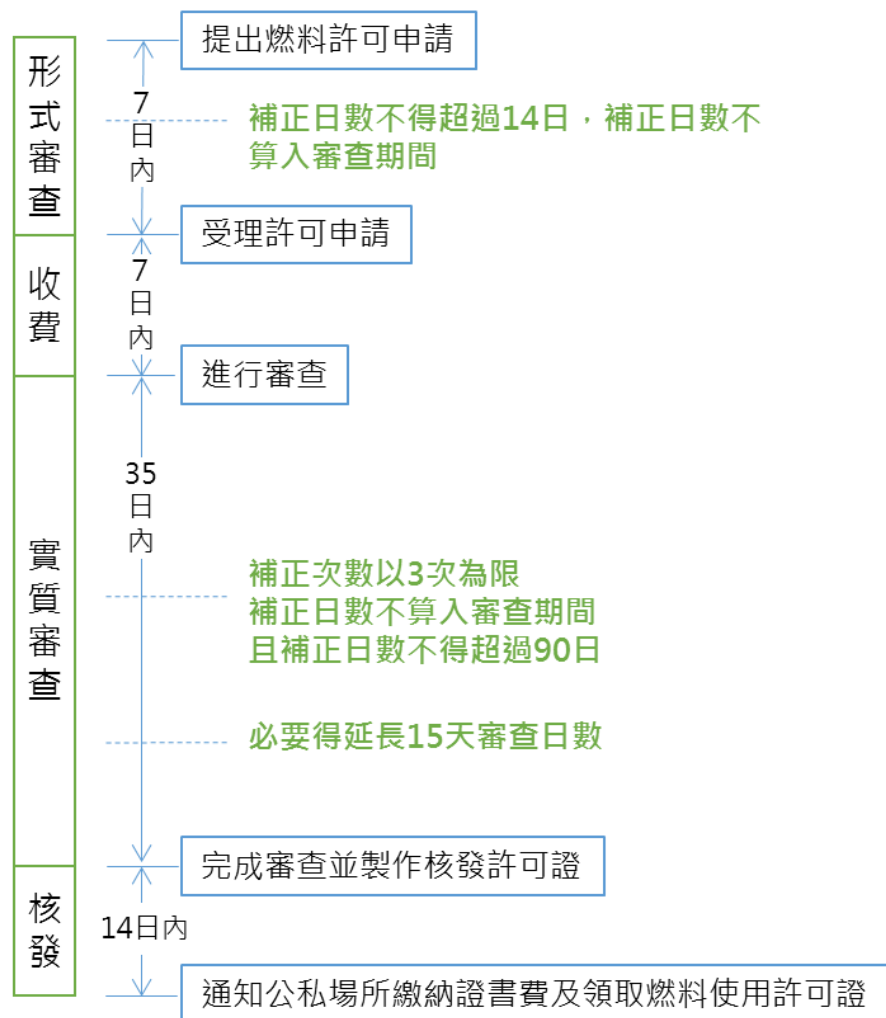 提出燃料許可申請
形式審查
7日內
補正日數不得超過14日，補正日數不
算入審查期間
受理許可申請
收費
7日內
進行審查
實質審查
35日內
補正次數以3次為限
補正日數不算入審查期間
且補正日數不得超過90日
必要得延長15天審查日數
完成審查並製作核發許可證
核發
14日內
通知公私場所繳納證書費及領取燃料使用許可證